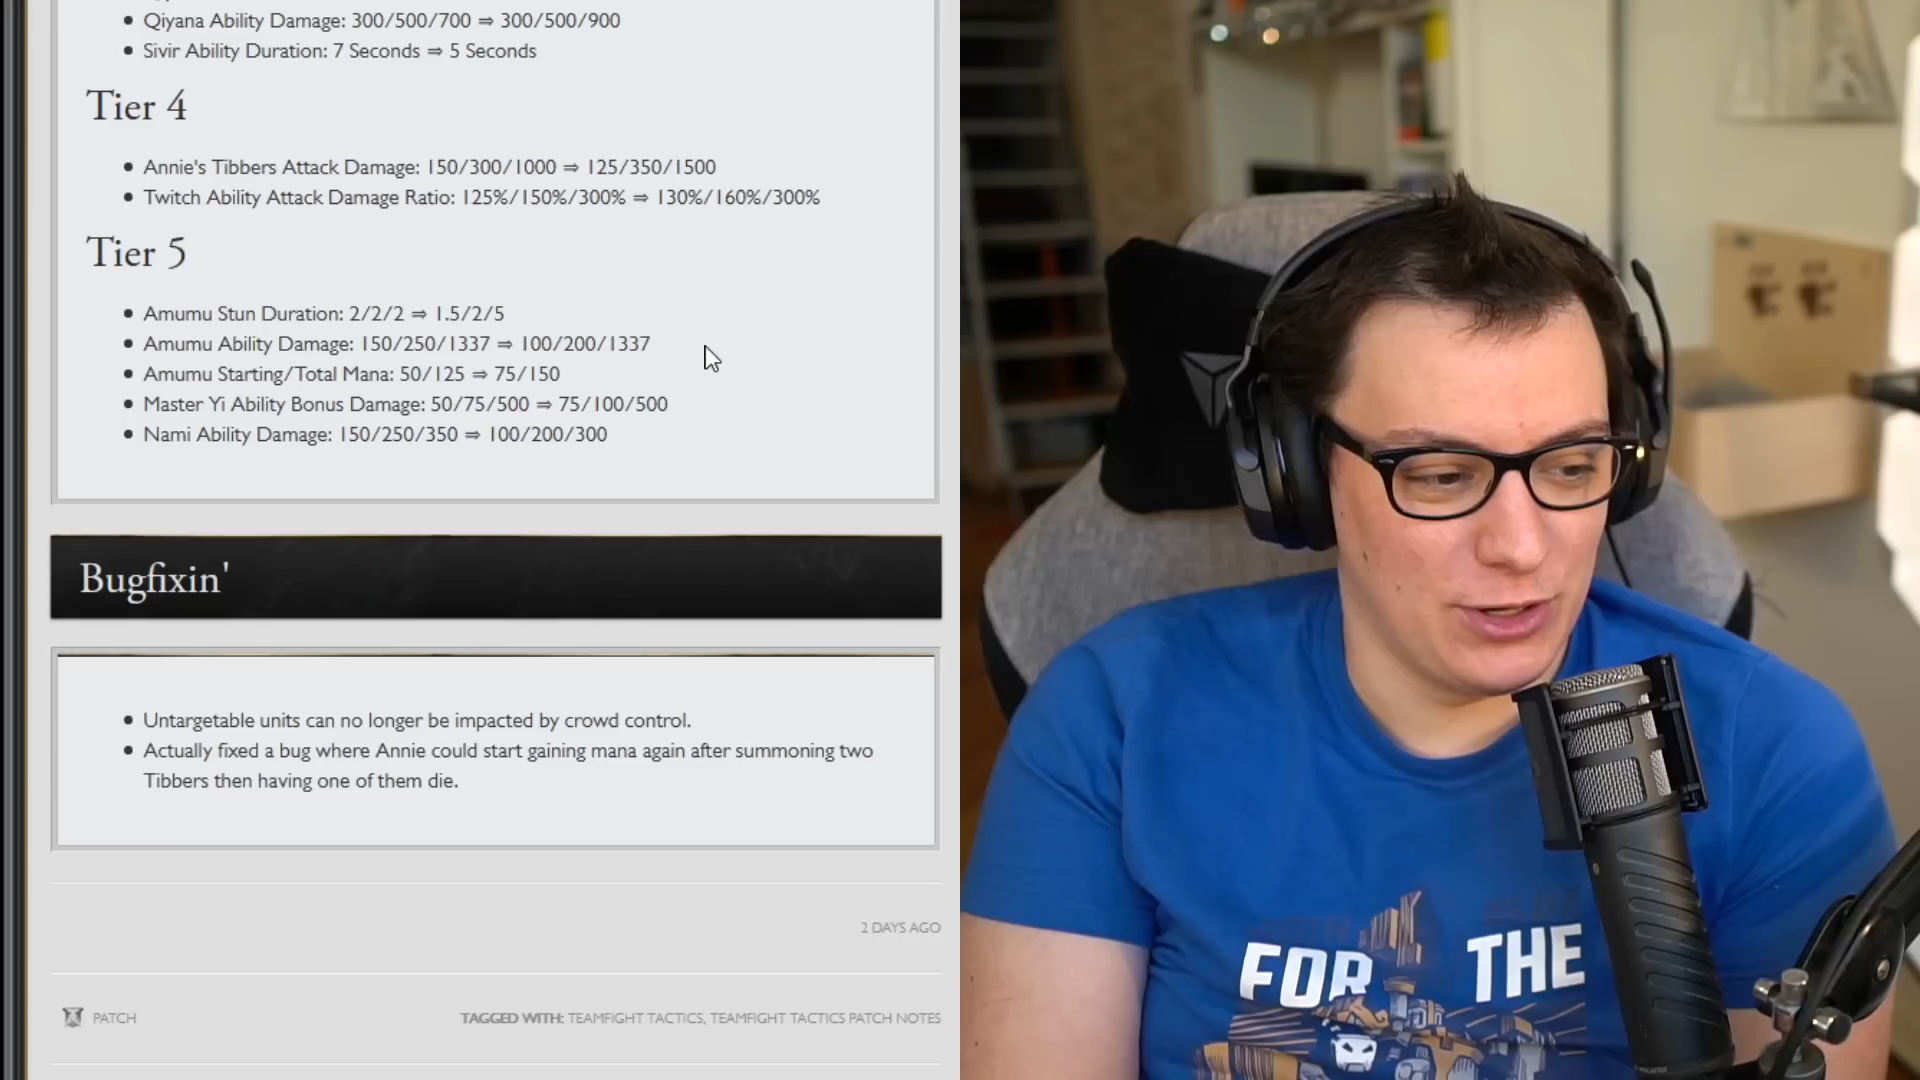 Qiyana Ability Damage: 300/500/700 ⇒ 300/500/900
Sivir Ability Duration: 7 Seconds ⇒ 5 Seconds
Tier 4
Annie's Tibbers Attack Damage: 150/300/1000 ⇒ 125/350/1500
Twitch Ability Attack Damage Ratio: 125%/150%/300% ⇒ 130%/160%/300%
Tier 5
Amumu Stun Duration: 2/2/2 ⇒ 1.5/2/5
Amumu Ability Damage: 150/250/1337 ⇒ 100/200/1337
Amumu Starting/Total Mana: 50/125 ⇒ 75/150
Master Yi Ability Bonus Damage: 50/75/500 ⇒ 75/100/500
Nami Ability Damage: 150/250/350 ⇒ 100/200/300
Bugfixin'
Untargetable units can no longer be impacted by crowd control.
Actually fixed a bug where Annie could start gaining mana again after summoning two
Tibbers then having one of them die.
2 DAYS AGO
PATCH
TAGGED WITH: TEAMFIGHT TACTICS, TEAMFIGHT TACTICS PATCH NOTES
FOR THE